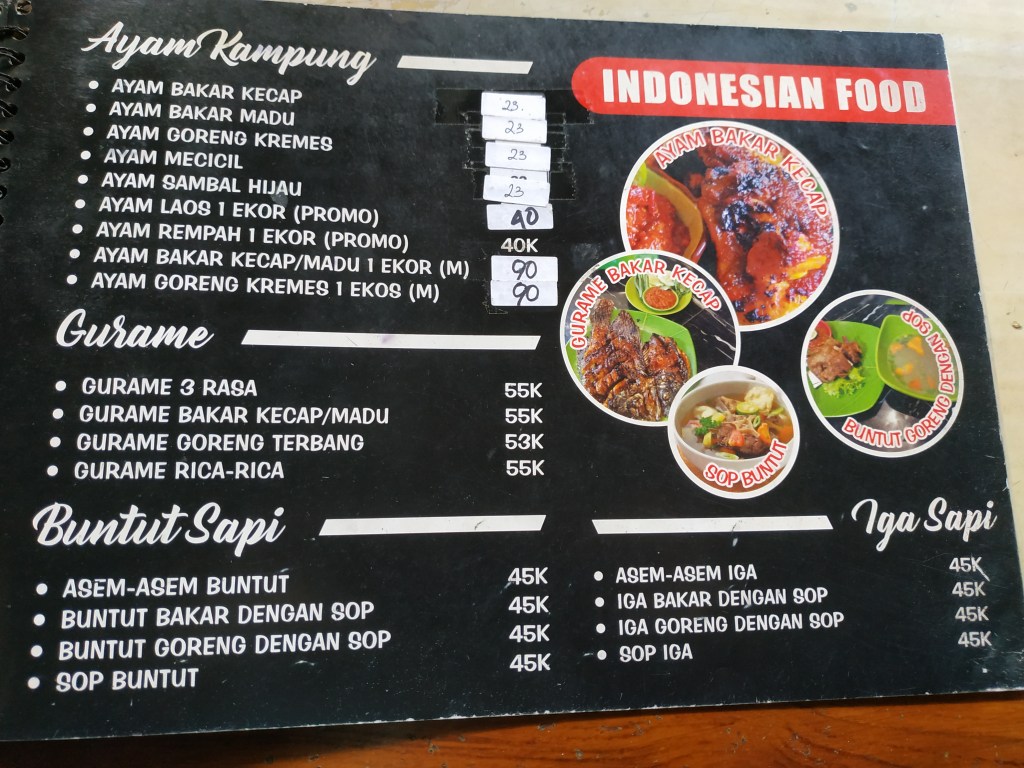 Ayam Kampung
INDONESIAN FOOD
• AYAM BAKAR KECAP 23.
• AYAM BAKAR MADU 23
• AYAM GORENG KREMES 23
• AYAM MECICIL
• AYAM SAMBAL HIJAU 23
• AYAM LAOS 1 EKOR (PROMO)
• AYAM REMPAH 1 EKOR (PROMO) 40K
• AYAM BAKAR KECAP/MADU 1 EKOR (M) 90
• AYAM GORENG KREMES 1 EKOS (M) 90
AYAM BAKAR KECAP
GURAME BAKAR KECAP
BUNTUT GORENG DENGAN SOP
SOP BUNTUT
Gurame
• GURAME 3 RASA 55K
• GURAME BAKAR KECAP/MADU 55K
• GURAME GORENG TERBANG 53K
• GURAME RICA-RICA 55K
Buntut Sapi
• ASEM-ASEM BUNTUT 45K
• BUNTUT BAKAR DENGAN SOP 45K
• BUNTUT GORENG DENGAN SOP 45K
• SOP BUNTUT 45K
Iga Sapi
• ASEM-ASEM IGA 45K
• IGA BAKAR DENGAN SOP 45K
• IGA GORENG DENGAN SOP 45K
• SOP IGA 45K